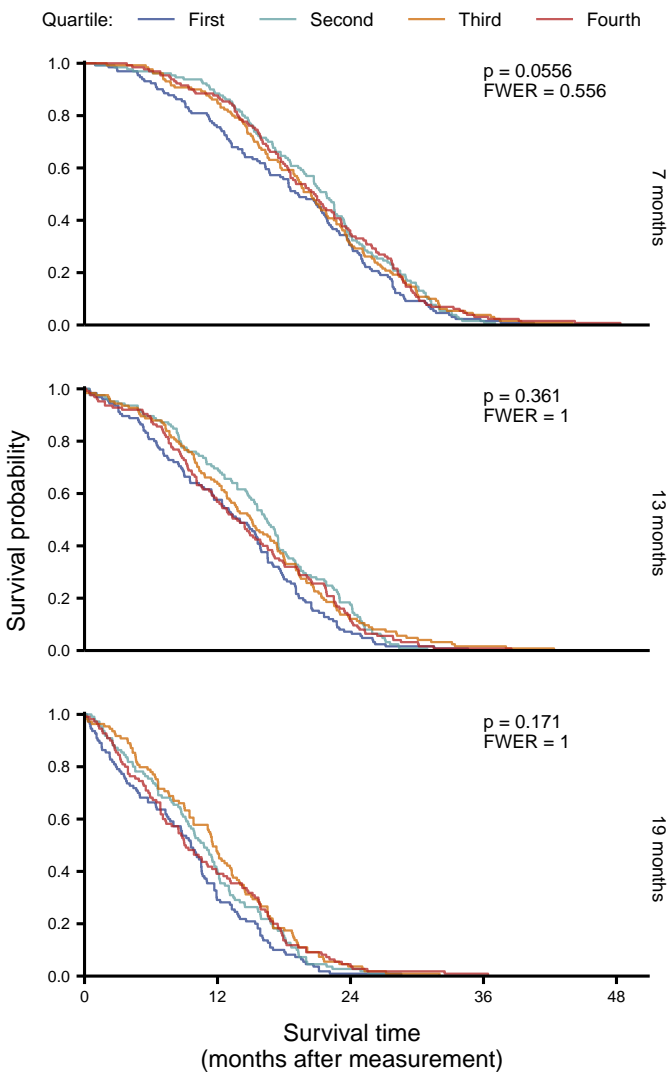 Quartile: First Second Third Fourth
1.0
0.8
0.6
0.4
0.2
0.0
p = 0.0556
FWER = 0.556
7 months
1.0
0.8
0.6
0.4
0.2
0.0
p = 0.361
FWER = 1
13 months
Survival probability
1.0
0.8
0.6
0.4
0.2
0.0
p = 0.171
FWER = 1
19 months
0 12 24 36 48
Survival time
(months after measurement)